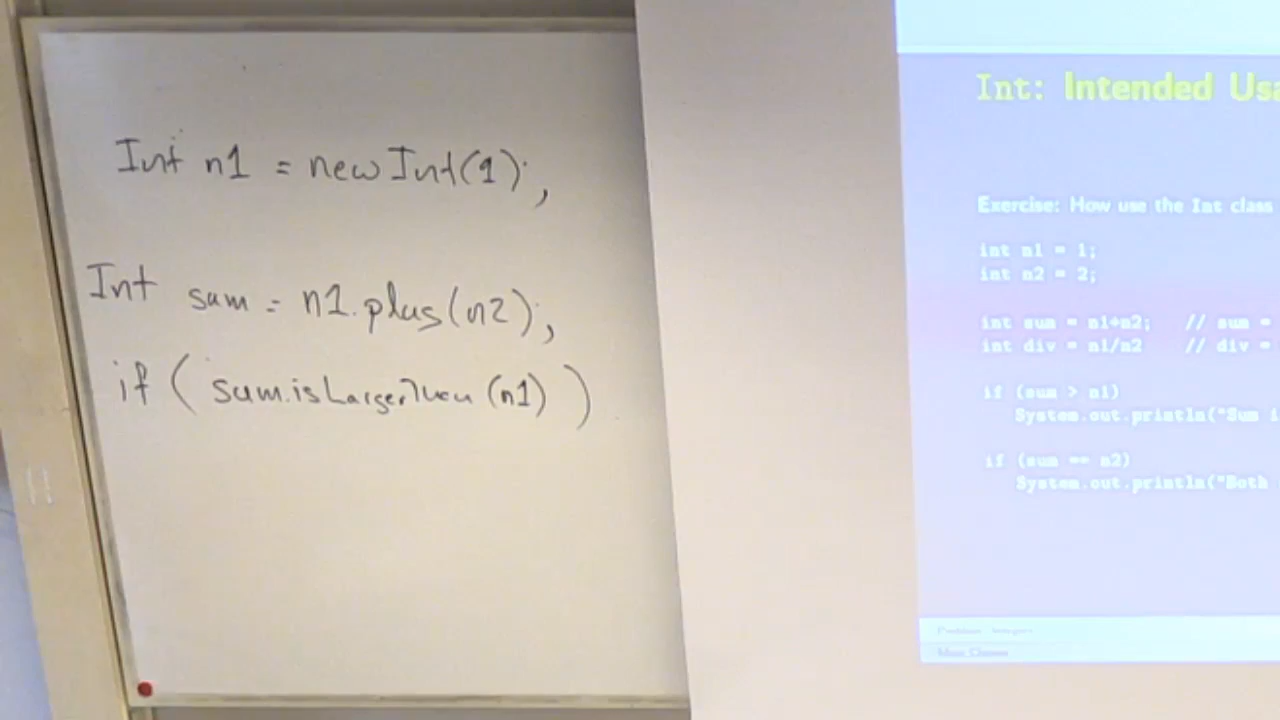 Int n1 = new Int(1);
Int sum = n1.plus(n2);
if ( sum.isLargerThan (n1) )
Int: Intended Usa
Exercise: How use the Int class
int n1 = 1;
int n2 = 2;
int sum = n1+n2; // sum =
int div = n1/n2 // div =
if (sum > n1)
System.out.println("Sum i
if (sum == n2)
System.out.println("Both